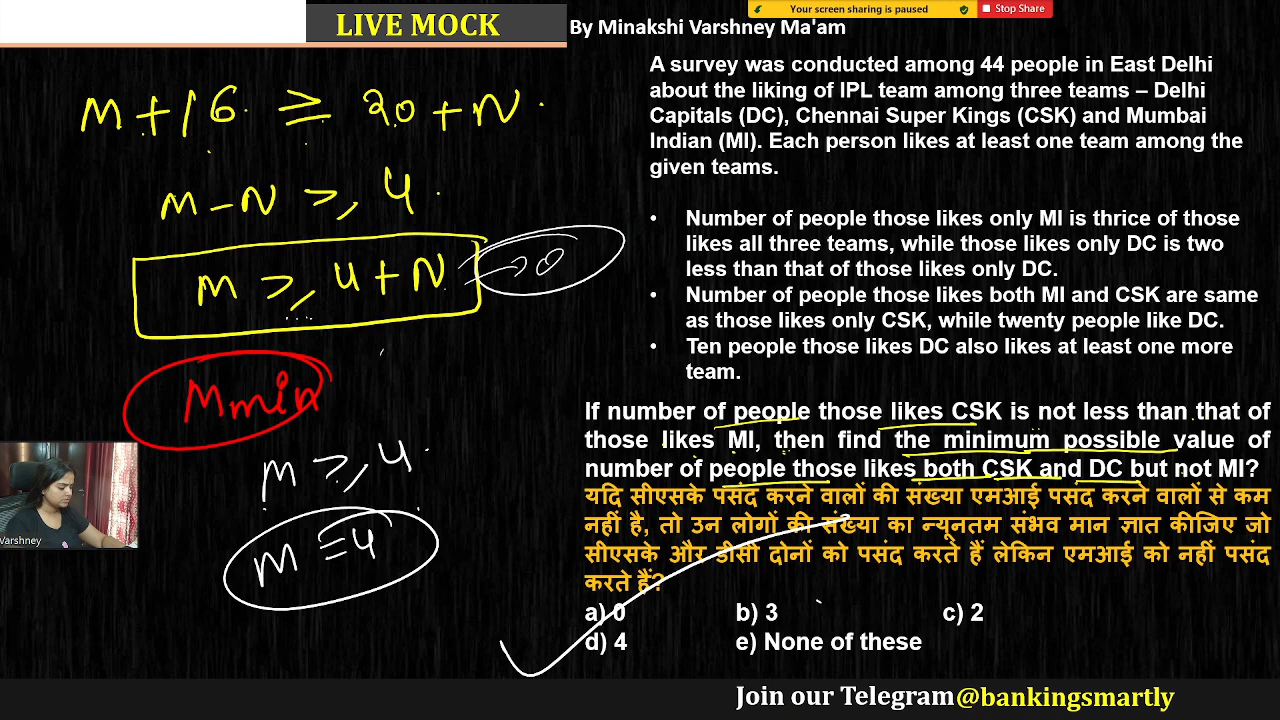 Your screen sharing is paused
Stop Share
LIVE MOCK
By Minakshi Varshney Ma'am
A survey was conducted among 44 people in East Delhi
about the liking of IPL team among three teams – Delhi
Capitals (DC), Chennai Super Kings (CSK) and Mumbai
Indian (MI). Each person likes at least one team among the
given teams.
• Number of people those likes only MI is thrice of those
likes all three teams, while those likes only DC is two
less than that of those likes only DC.
• Number of people those likes both MI and CSK are same
as those likes only CSK, while twenty people like DC.
• Ten people those likes DC also likes at least one more
team.
If number of people those likes CSK is not less than that of
those likes MI, then find the minimum possible value of
number of people those likes both CSK and DC but not MI?
यदि सीएसके पसंद करने वालों की संख्या एमआई पसंद करने वालों से कम
नहीं है, तो उन लोगों की संख्या का न्यूनतम संभव मान ज्ञात कीजिए जो
सीएसके और डीसी दोनों को पसंद करते हैं लेकिन एमआई को नहीं पसंद
करते हैं?
a) 0 b) 3 c) 2
d) 4 e) None of these
M + 16 ≥ 20 + N
M - N ≥ 4
M ≥ 4 + N
Mmin
M ≥ 4
M = 4
Varshney
Join our Telegram@bankingsmartly